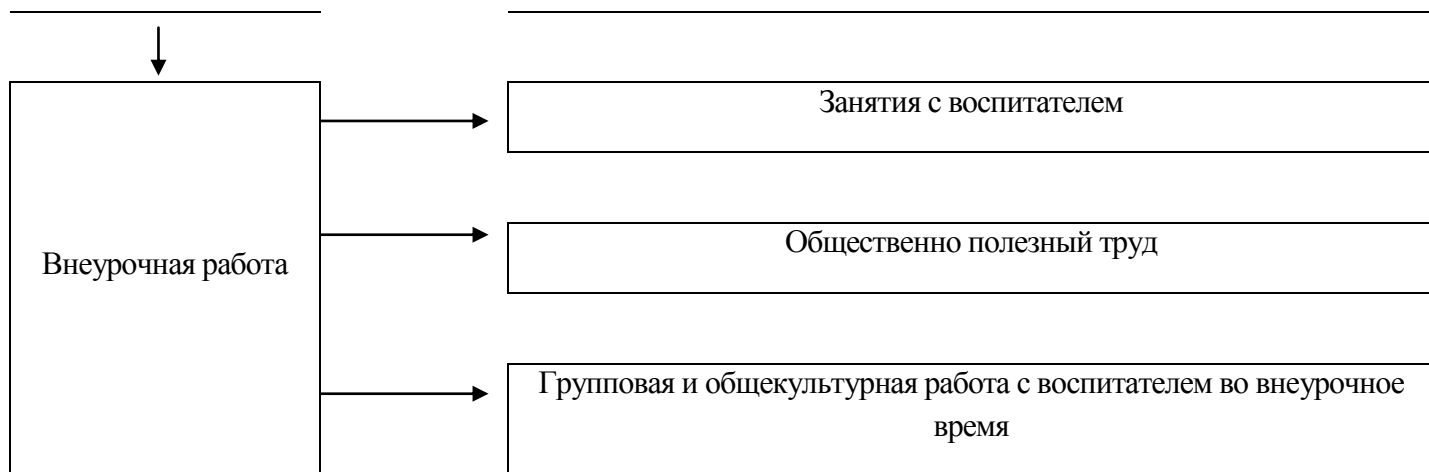 Занятия с воспитателем
Общественно полезный труд
Внеурочная работа
Групповая и общекультурная работа с воспитателем во внеурочное
время